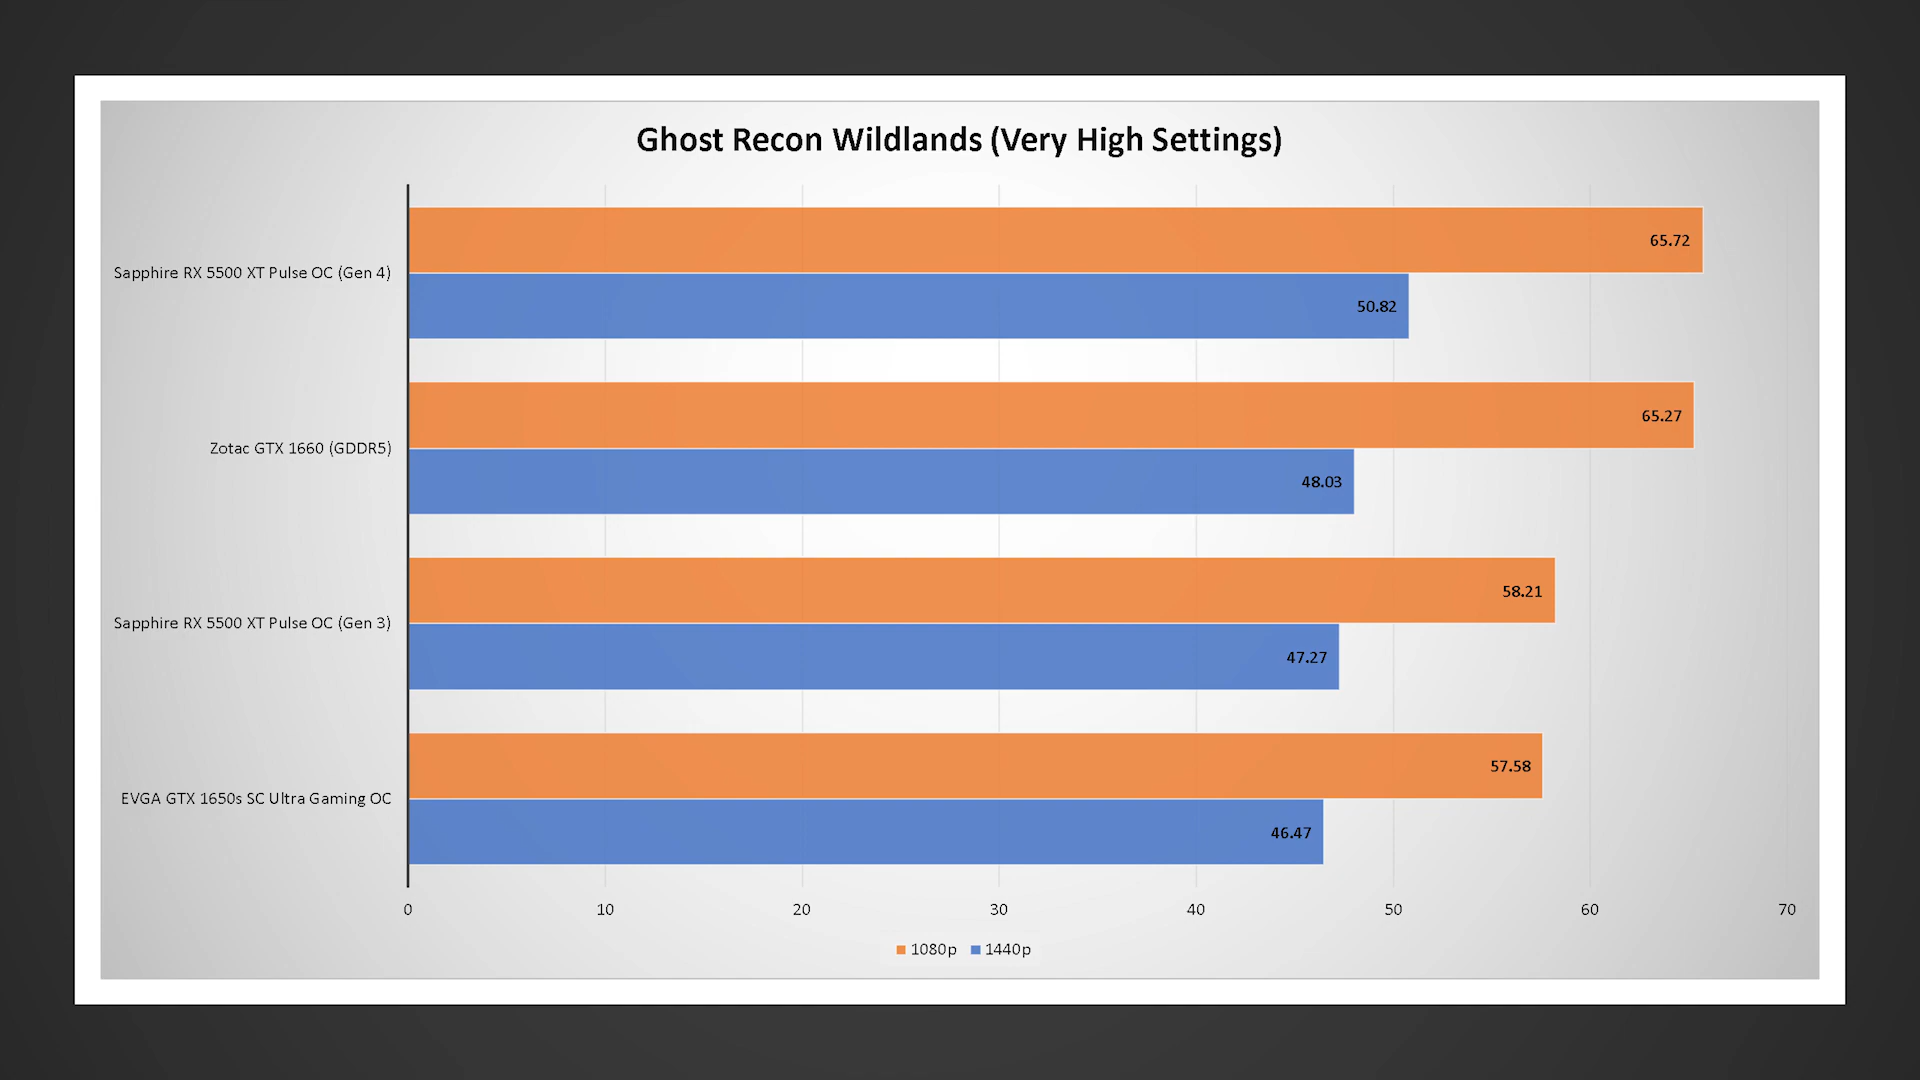 Ghost Recon Wildlands (Very High Settings)
Sapphire RX 5500 XT Pulse OC (Gen 4)
65.72
50.82
Zotac GTX 1660 (GDDR5)
65.27
48.03
Sapphire RX 5500 XT Pulse OC (Gen 3)
58.21
47.27
EVGA GTX 1650s SC Ultra Gaming OC
57.58
46.47
0 10 20 30 40 50 60 70
1080p 1440p